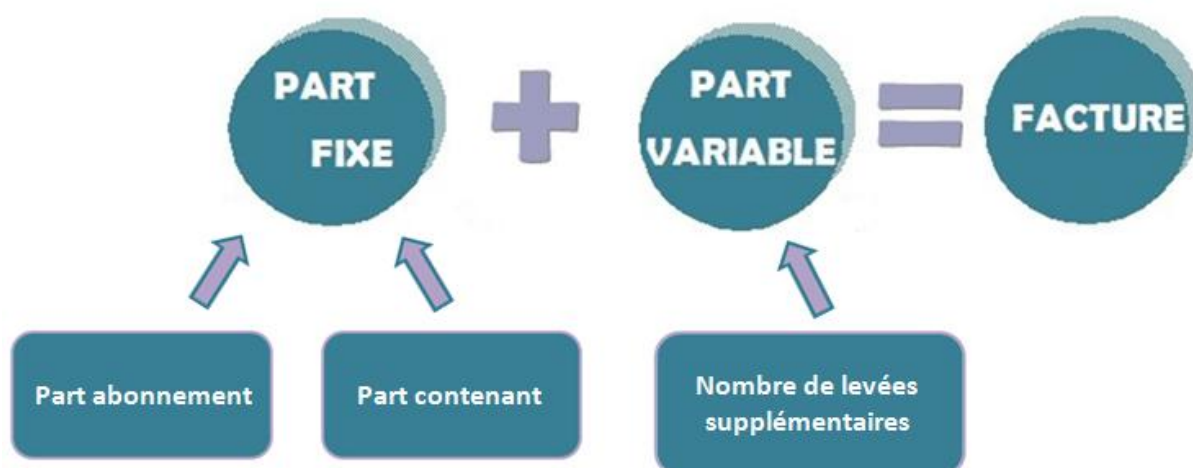 PART
FIXE
+
PART
VARIABLE
=
FACTURE
Part abonnement
Part contenant
Nombre de levées
supplémentaires